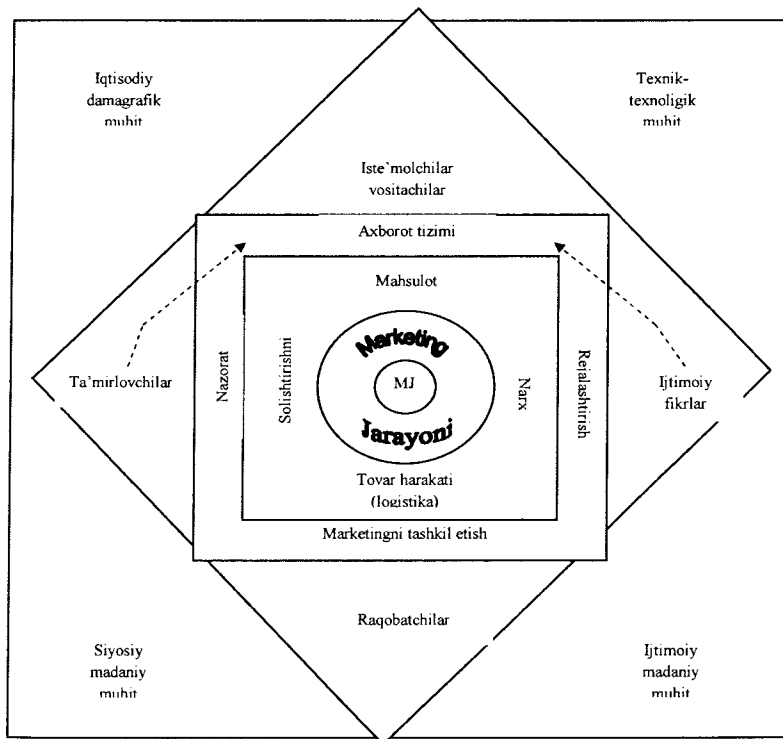 Iqtisodiy
damagrafik
muhit
Texnik-
texnoligik
muhit
Iste`molchilar
vositachilar
Axborot tizimi
Mahsulot
Marketing
MJ
Jarayoni
Ta’mirlovchilar
Nazorat
Solishtirishni
Narx
Rejalashtirish
Ijtimoiy
fikrlar
Tovar harakati
(logistika)
Marketingni tashkil etish
Raqobatchilar
Siyosiy
madaniy
muhit
Ijtimoiy
madaniy
muhit